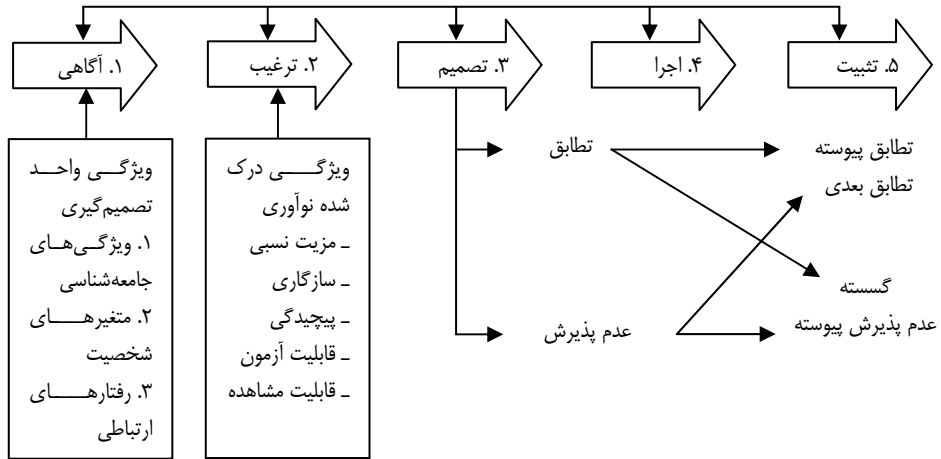 ۱. آگاهی
۲. ترغیب
۳. تصمیم
۴. اجرا
۵. تثبیت
ویژگی واحد
تصمیم‌گیری
۱. ویژگی‌های
جامعه‌شناسی
۲. متغیرهای
شخصیت
۳. رفتارهای
ارتباطی
ویژگی درک
شده نوآوری
ـ مزیت نسبی
ـ سازگاری
ـ پیچیدگی
ـ قابلیت آزمون
ـ قابلیت مشاهده
تطابق
عدم پذیرش
تطابق پیوسته
تطابق بعدی
گسسته
عدم پذیرش پیوسته